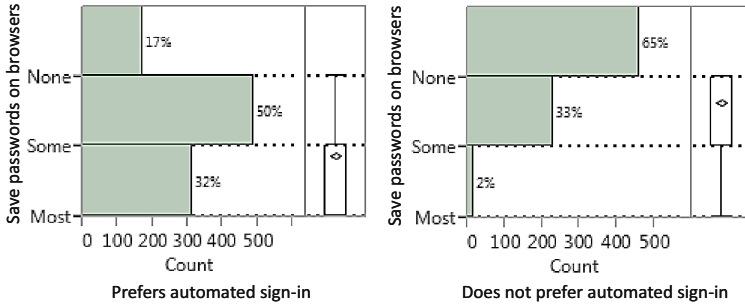 Save passwords on browsers
17%
None
50%
Some
32%
Most
0 100 200 300 400 500
Count
Prefers automated sign-in
Save passwords on browsers
65%
None
33%
Some
2%
Most
0 100 200 300 400 500
Count
Does not prefer automated sign-in